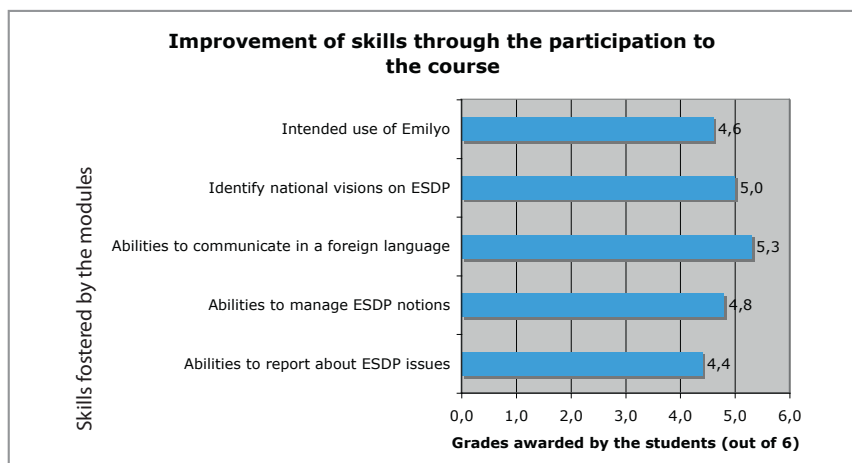 Improvement of skills through the participation to
the course
Skills fostered by the modules
Intended use of Emilyo
4,6
Identify national visions on ESDP
5,0
Abilities to communicate in a foreign language
5,3
Abilities to manage ESDP notions
4,8
Abilities to report about ESDP issues
4,4
0,0 1,0 2,0 3,0 4,0 5,0 6,0
Grades awarded by the students (out of 6)